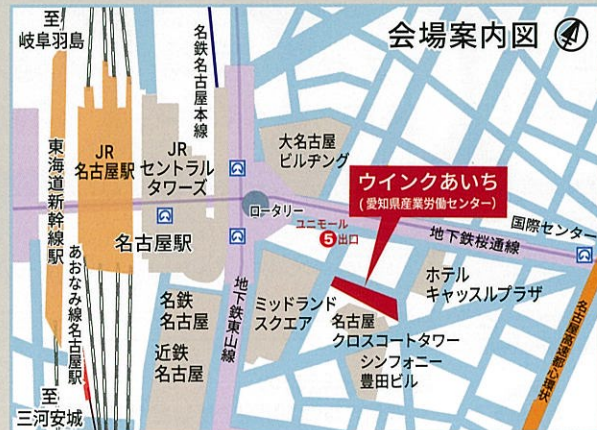 会場案内図
至
岐阜羽島
名鉄名古屋本線
東海道新幹線駅
JR
名古屋駅
JR
セントラル
タワーズ
大名古屋
ビルヂング
ウインクあいち
(愛知県産業労働センター)
ロータリー
ユニモール
5出口
国際センター
地下鉄桜通線
名古屋駅
あおなみ線名古屋駅
地下鉄東山線
名鉄
名古屋
近鉄
名古屋
ミッドランド
スクエア
ホテル
キャッスルプラザ
名古屋
クロスコートタワー
シンフォニー
豊田ビル
名古屋高速都心環状
至
三河安城